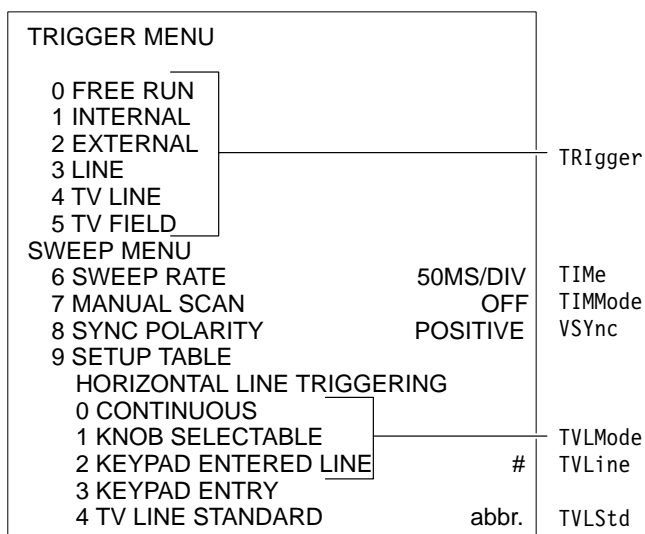 TRIGGER MENU
0 FREE RUN
1 INTERNAL
2 EXTERNAL
3 LINE
TRIgger
4 TV LINE
5 TV FIELD
SWEEP MENU
6 SWEEP RATE 50MS/DIV TIMe
7 MANUAL SCAN OFF TIMMode
8 SYNC POLARITY POSITIVE VSYnc
9 SETUP TABLE
HORIZONTAL LINE TRIGGERING
0 CONTINUOUS
1 KNOB SELECTABLE TVLMode
2 KEYPAD ENTERED LINE # TVLine
3 KEYPAD ENTRY
4 TV LINE STANDARD abbr. TVLStd